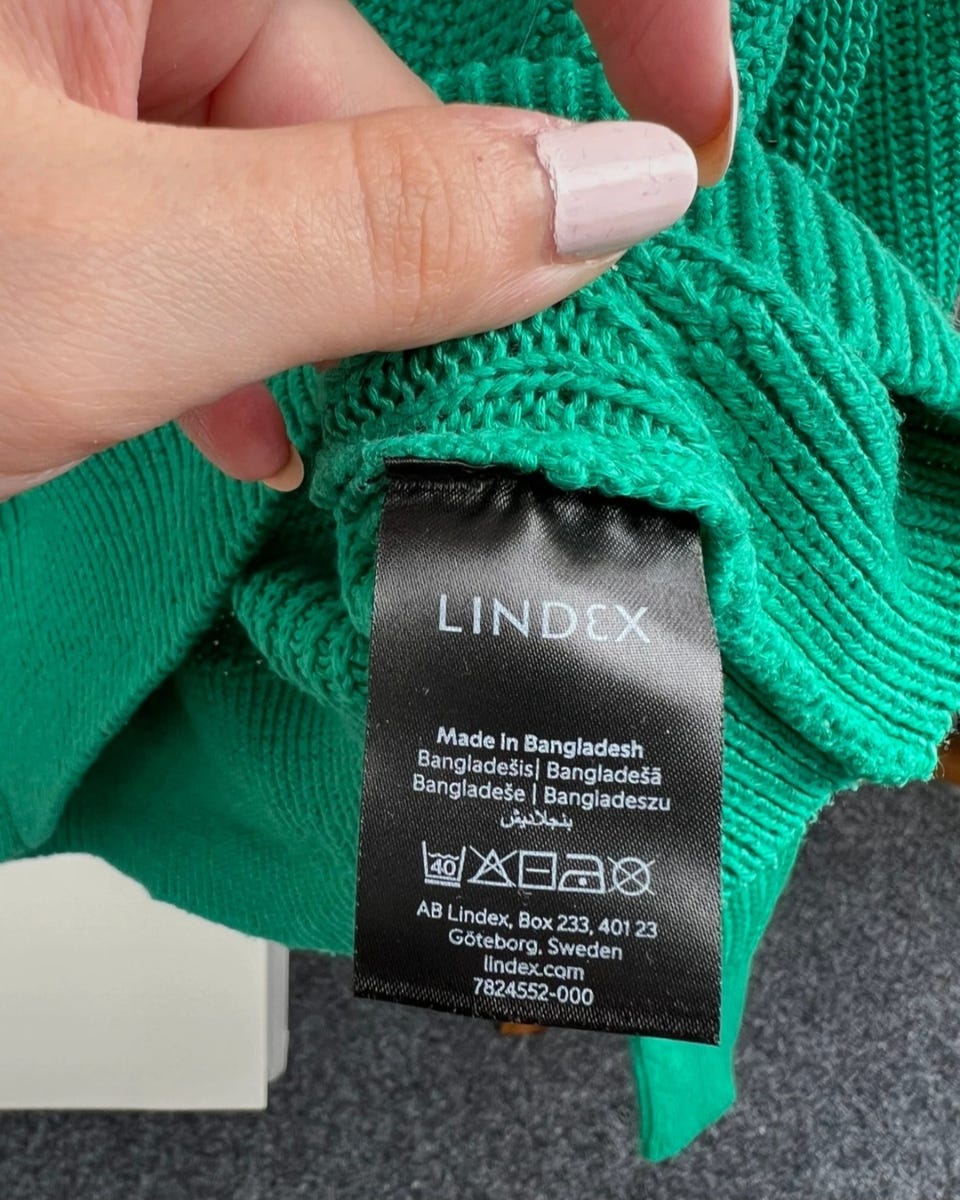 LINDEX
Made in Bangladesh
Bangladešis| Bangladešā
Bangladeše | Bangladeszu
بنجلاديش
40
AB Lindex, Box 233, 401 23
Göteborg, Sweden
lindex.com
7824552-000